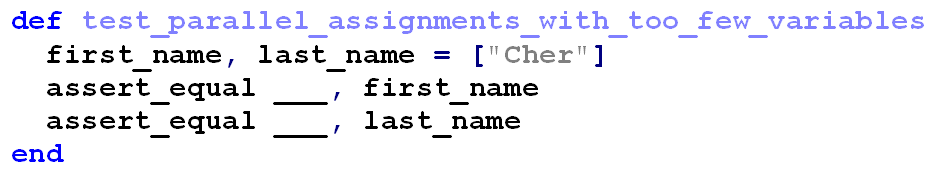 def test_parallel_assignments_with_too_few_variables
  first_name, last_name = ["Cher"]
  assert_equal ___, first_name
  assert_equal ___, last_name
end